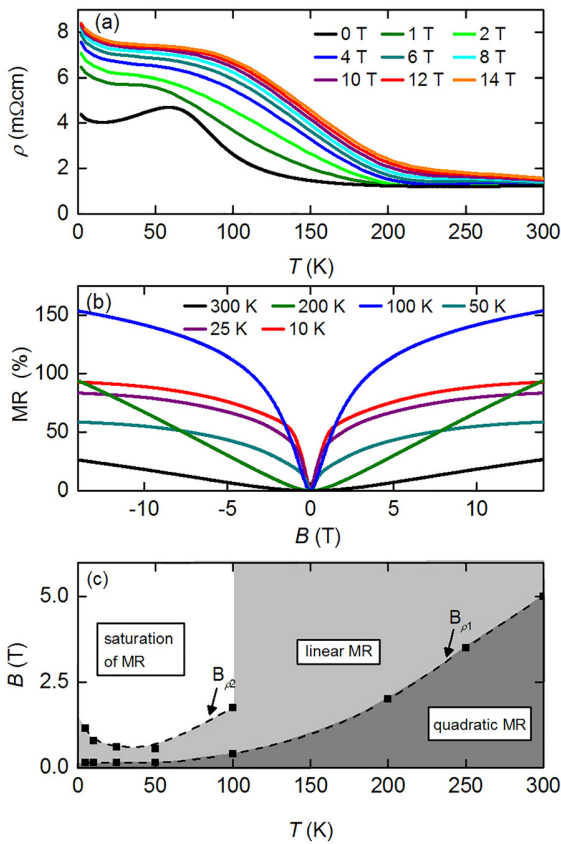 (a)
0 T 1 T 2 T
4 T 6 T 8 T
10 T 12 T 14 T
8
6
4
2
0
ρ (mΩcm)
0 50 100 150 200 250 300
T (K)
(b)
300 K 200 K 100 K 50 K
25 K 10 K
150
100
50
0
MR (%)
-10 -5 0 5 10
B (T)
(c)
5.0
2.5
0.0
B (T)
saturation
of MR
Bρ2
linear MR
Bρ1
quadratic MR
0 50 100 150 200 250 300
T (K)